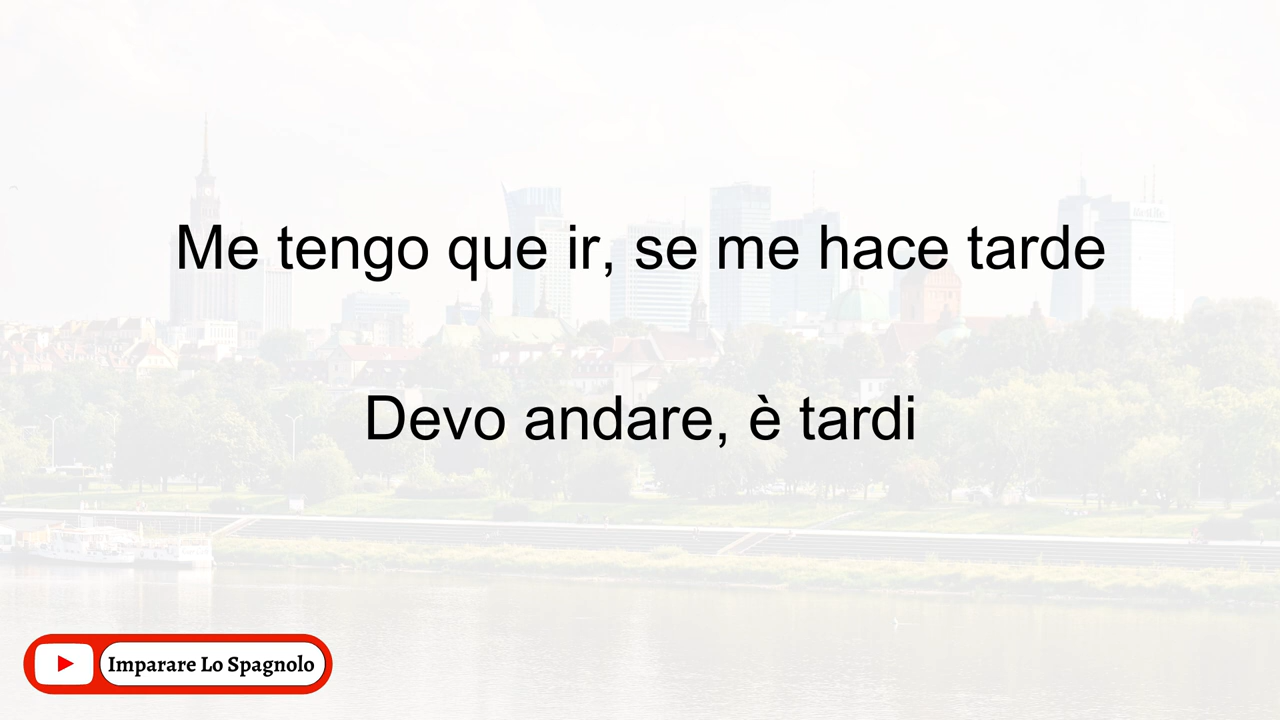 Me tengo que ir, se me hace tarde
Devo andare, è tardi
Imparare Lo Spagnolo